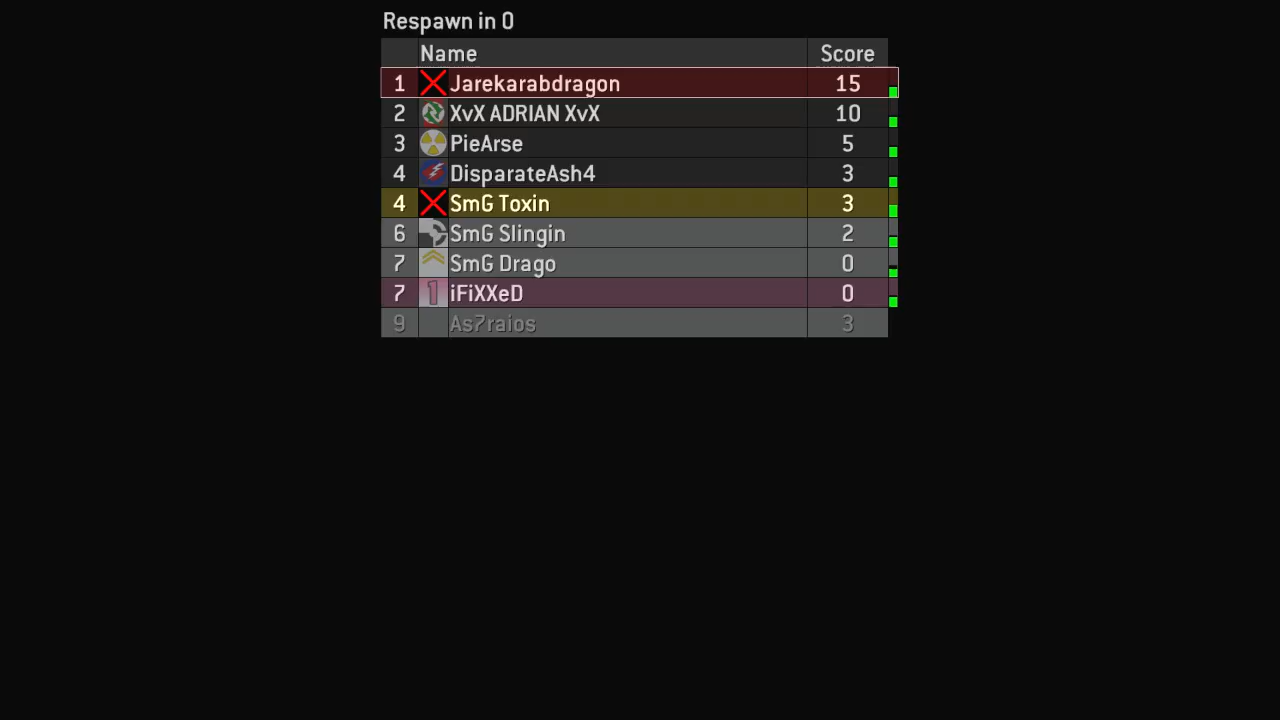 Respawn in 0
Name Score
1 Jarekarabdragon 15
2 XvX ADRIAN XvX 10
3 PieArse 5
4 DisparateAsh4 3
4 SmG Toxin 3
6 SmG Slingin 2
7 SmG Drago 0
7 1 iFiXXeD 0
9 As7raios 3